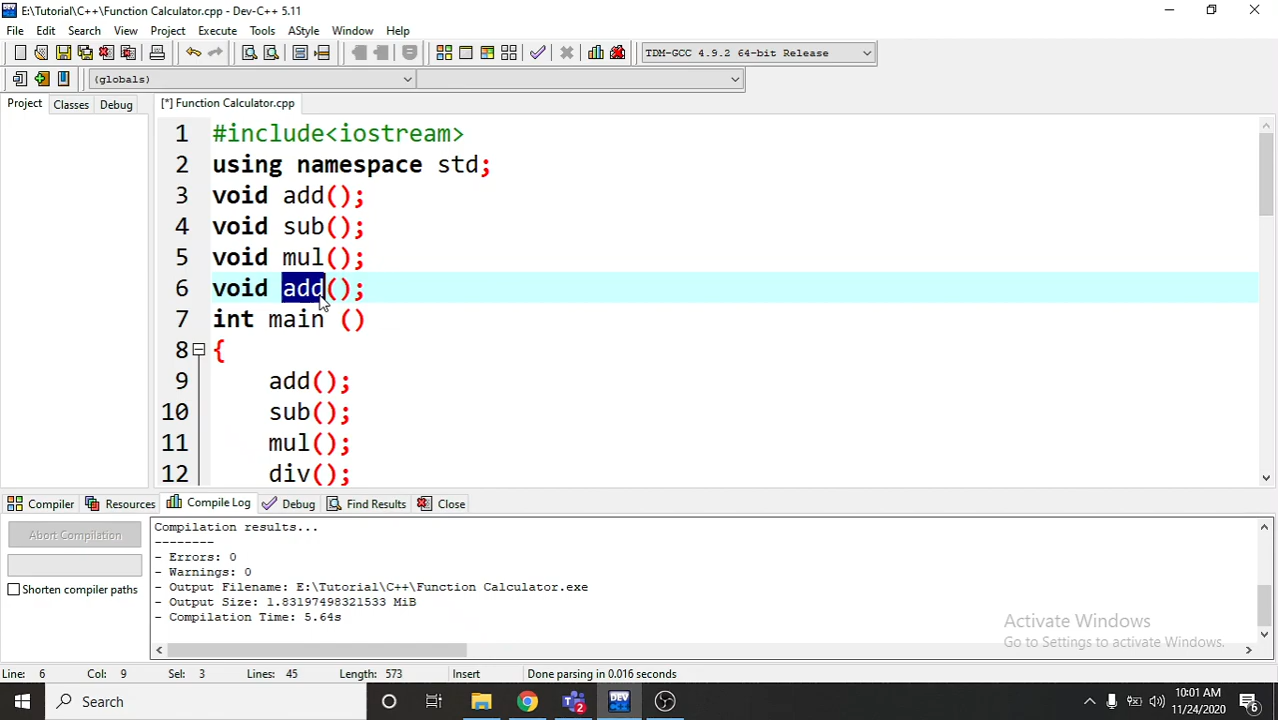 E:\Tutorial\C++\Function Calculator.cpp - Dev-C++ 5.11
File Edit Search View Project Execute Tools AStyle Window Help
TDM-GCC 4.9.2 64-bit Release
(globals)
Project Classes Debug [*] Function Calculator.cpp
1 #include<iostream>
2 using namespace std;
3 void add();
4 void sub();
5 void mul();
6 void add();
7 int main ()
8 {
9 add();
10 sub();
11 mul();
12 div();
Compiler Resources Compile Log Debug Find Results Close
Abort Compilation
Shorten compiler paths
Compilation results...
--------
- Errors: 0
- Warnings: 0
- Output Filename: E:\Tutorial\C++\Function Calculator.exe
- Output Size: 1.83197498321533 MiB
- Compilation Time: 5.64s
Activate Windows
Go to Settings to activate Windows.
Line: 6 Col: 9 Sel: 3 Lines: 45 Length: 573 Insert Done parsing in 0.016 seconds
Search
DEV
2
10:01 AM
11/24/2020
6